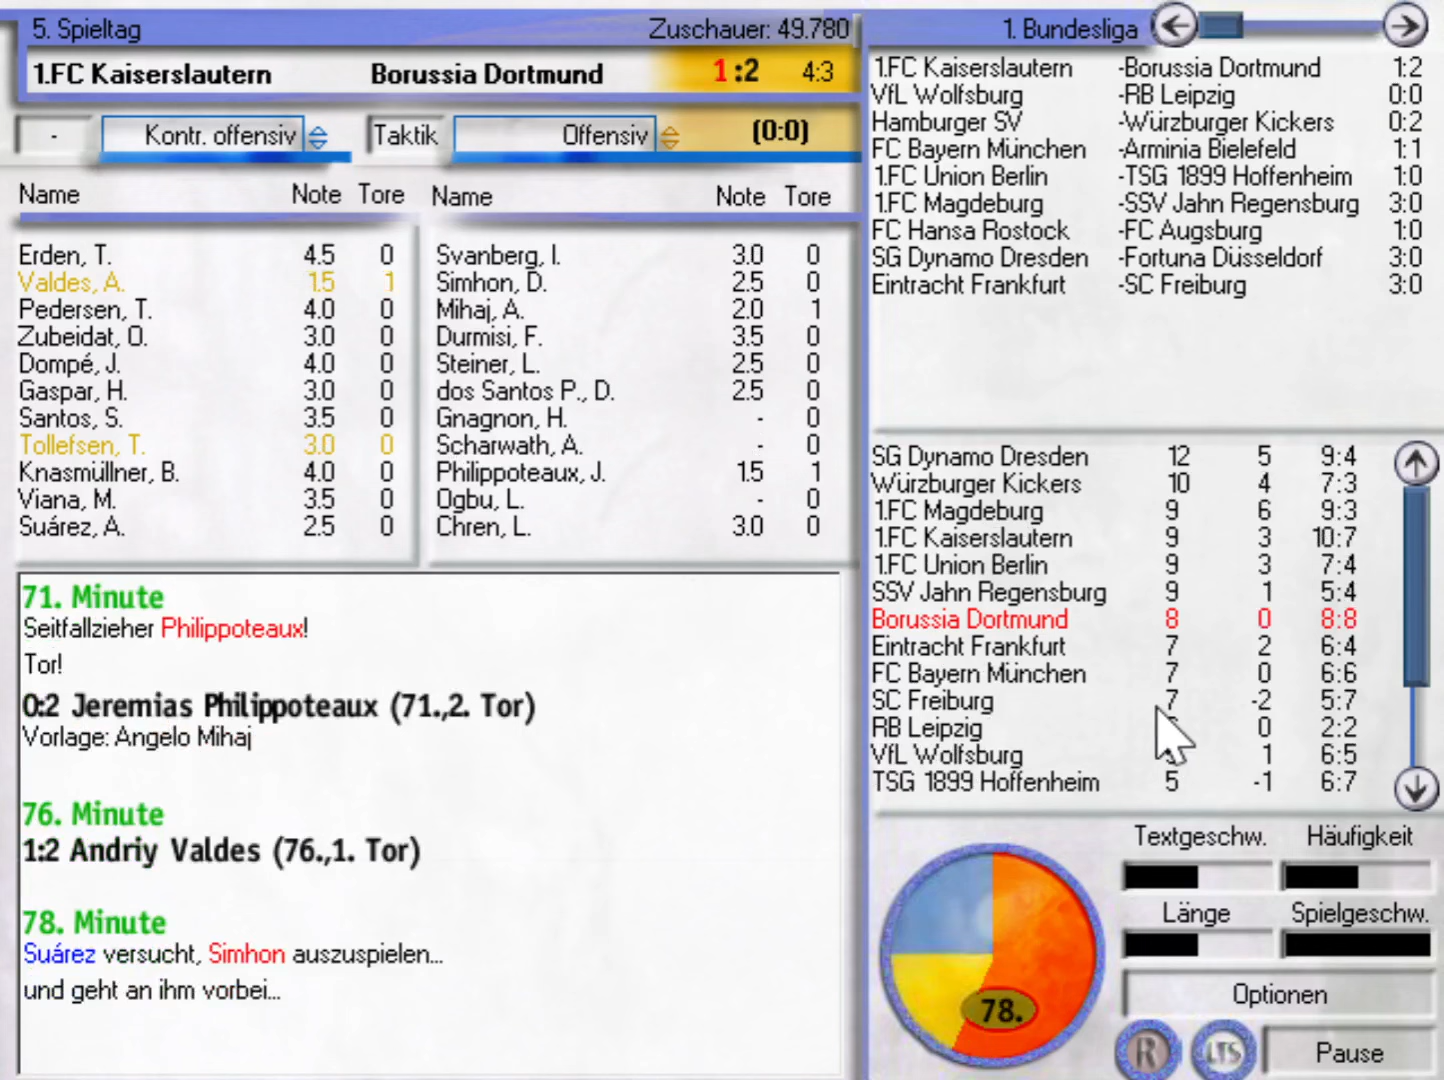 5. Spieltag Zuschauer: 49.780
1.FC Kaiserslautern Borussia Dortmund 1:2 4:3
- Kontr. offensiv Taktik Offensiv (0:0)
Name Note Tore Name Note Tore
Erden, T. 4.5 0 Svanberg, I. 3.0 0
Valdes, A. 1.5 1 Simhon, D. 2.5 0
Pedersen, T. 4.0 0 Mihaj, A. 2.0 1
Zubeidat, O. 3.0 0 Durmisi, F. 3.5 0
Dompé, J. 4.0 0 Steiner, L. 2.5 0
Gaspar, H. 3.0 0 dos Santos P., D. 2.5 0
Santos, S. 3.5 0 Gnagnon, H. - 0
Tollefsen, T. 3.0 0 Scharwath, A. - 0
Knasmüllner, B. 4.0 0 Philippoteaux, J. 1.5 1
Viana, M. 3.5 0 Ogbu, L. - 0
Suárez, A. 2.5 0 Chren, L. 3.0 0
71. Minute
Seitfallzieher Philippoteaux!
Tor!
0:2 Jeremias Philippoteaux (71.,2. Tor)
Vorlage: Angelo Mihaj
76. Minute
1:2 Andriy Valdes (76.,1. Tor)
78. Minute
Suárez versucht, Simhon auszuspielen...
und geht an ihm vorbei...
1. Bundesliga
1.FC Kaiserslautern -Borussia Dortmund 1:2
VfL Wolfsburg -RB Leipzig 0:0
Hamburger SV -Würzburger Kickers 0:2
FC Bayern München -Arminia Bielefeld 1:1
1.FC Union Berlin -TSG 1899 Hoffenheim 1:0
1.FC Magdeburg -SSV Jahn Regensburg 3:0
FC Hansa Rostock -FC Augsburg 1:0
SG Dynamo Dresden -Fortuna Düsseldorf 3:0
Eintracht Frankfurt -SC Freiburg 3:0
SG Dynamo Dresden 12 5 9:4
Würzburger Kickers 10 4 7:3
1.FC Magdeburg 9 6 9:3
1.FC Kaiserslautern 9 3 10:7
1.FC Union Berlin 9 3 7:4
SSV Jahn Regensburg 9 1 5:4
Borussia Dortmund 8 0 8:8
Eintracht Frankfurt 7 2 6:4
FC Bayern München 7 0 6:6
SC Freiburg 7 -2 5:7
RB Leipzig 0 2:2
VfL Wolfsburg 1 6:5
TSG 1899 Hoffenheim 5 -1 6:7
Textgeschw. Häufigkeit
Länge Spielgeschw.
78.
Optionen
R LTS Pause